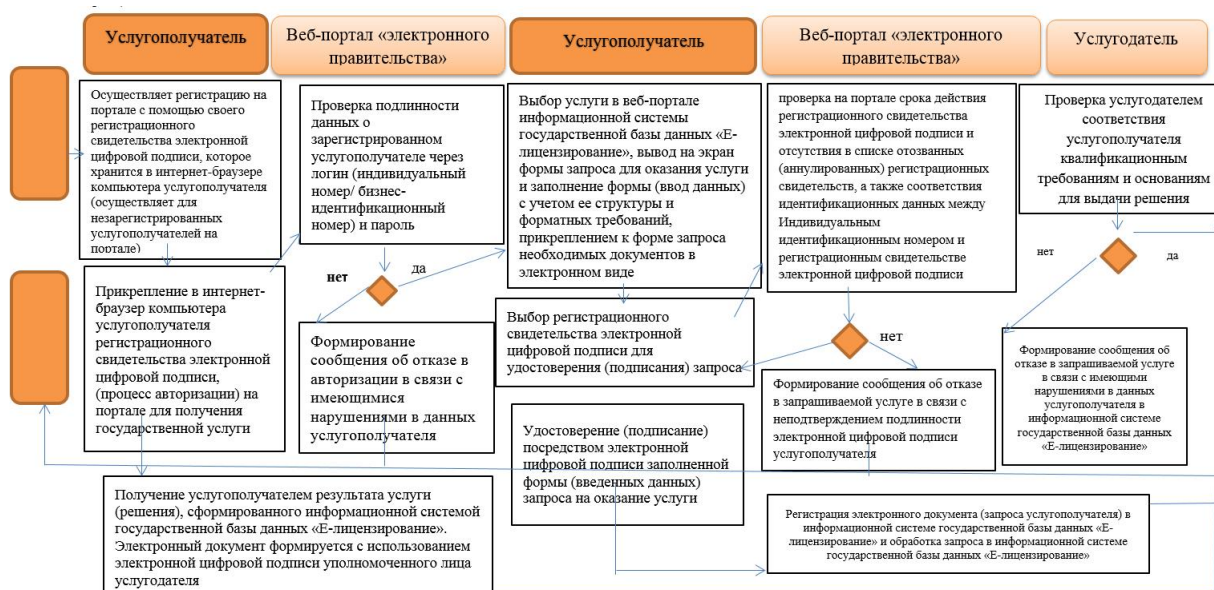 Услугополучатель
Веб-портал «электронного
правительства»
Услугополучатель
Веб-портал «электронного
правительства»
Услугодатель
Осуществляет регистрацию на
портале с помощью своего
регистрационного
свидетельства электронной
цифровой подписи, которое
хранится в интернет-браузере
компьютера услугополучателя
(осуществляет для
незарегистрированных
услугополучателей на
портале)
Прикрепление в интернет-
браузер компьютера
услугополучателя
регистрационного
свидетельства электронной
цифровой подписи,
(процесс авторизации) на
портале для получения
государственной услуги
Проверка подлинности
данных о
зарегистрированном
услугополучателе через
логин (индивидуальный
номер/ бизнес-
идентификационный
номер) и пароль
нет
да
Формирование
сообщения об отказе в
авторизации в связи с
имеющимися
нарушениями в данных
услугополучателя
Выбор услуги в веб-портале
информационной системы
государственной базы данных «Е-
лицензирование», вывод на экран
формы запроса для оказания услуги
и заполнение формы (ввод данных)
с учетом ее структуры и
форматных требований,
прикреплением к форме запроса
необходимых документов в
электронном виде
Выбор регистрационного
свидетельства электронной
цифровой подписи для
удостоверения (подписания) запроса
Удостоверение (подписание)
посредством электронной
цифровой подписи заполненной
формы (введенных данных)
запроса на оказание услуги
проверка на портале срока действия
регистрационного свидетельства
электронной цифровой подписи и
отсутствия в списке отозванных
(аннулированных) регистрационных
свидетельств, а также соответствия
идентификационных данных между
Индивидуальным
идентификационным номером и
регистрационным свидетельстве
электронной цифровой подписи
нет
Формирование сообщения об отказе
в запрашиваемой услуге в связи с
неподтверждением подлинности
электронной цифровой подписи
услугополучателя
Проверка услугодателем
соответствия
услугополучателя
квалификационным
требованиям и основаниям
для выдачи решения
нет
да
Формирование сообщения об
отказе в запрашиваемой услуге
в связи с имеющими
нарушениями в данных
услугополучателя в
информационной системе
государственной базы данных
«Е-лицензирование»
Получение услугополучателем результата услуги
(решения), сформированного информационной системой
государственной базы данных «Е-лицензирование».
Электронный документ формируется с использованием
электронной цифровой подписи уполномоченного лица
услугодателя
Регистрация электронного документа (запроса услугополучателя) в
информационной системе государственной базы данных «Е-
лицензирование» и обработка запроса в информационной системе
государственной базы данных «Е-лицензирование»